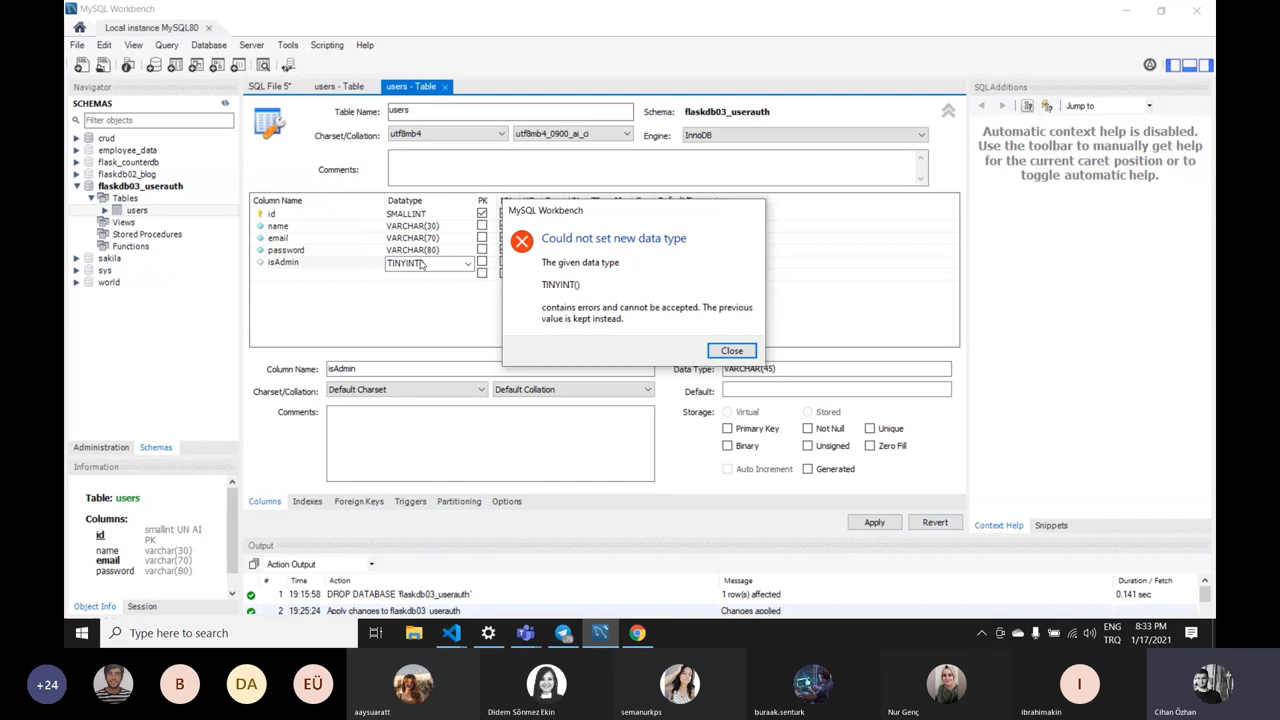 MySQL Workbench
Local instance MySQL80
File Edit View Query Database Server Tools Scripting Help
Navigator
SCHEMAS
Filter objects
crud
employee_data
flask_counterdb
flaskdb02_blog
flaskdb03_userauth
Tables
users
Views
Stored Procedures
Functions
sakila
sys
world
Administration Schemas
Information
Table: users
Columns:
id smallint UN AI
PK
name varchar(30)
email varchar(70)
password varchar(80)
Object Info Session
SQL File 5* users - Table users - Table
Table Name: users Schema: flaskdb03_userauth
Charset/Collation: utf8mb4 utf8mb4_0900_ai_ci Engine: InnoDB
Comments:
Column Name Datatype PK
id SMALLINT
name VARCHAR(30)
email VARCHAR(70)
password VARCHAR(80)
isAdmin TINYINT
MySQL Workbench
Could not set new data type
The given data type
TINYINT()
contains errors and cannot be accepted. The previous
value is kept instead.
Close
Column Name: isAdmin Data Type: VARCHAR(45)
Charset/Collation: Default Charset Default Collation Default:
Comments: Storage: Virtual Stored
Primary Key Not Null Unique
Binary Unsigned Zero Fill
Auto Increment Generated
Columns Indexes Foreign Keys Triggers Partitioning Options
Apply Revert
Output
Action Output
# Time Action Message Duration / Fetch
1 19:15:58 DROP DATABASE `flaskdb03_userauth` 1 row(s) affected 0.141 sec
2 19:25:24 Apply changes to flaskdb03_userauth Changes applied
SQLAdditions
Jump to
Automatic context help is disabled.
Use the toolbar to manually get help
for the current caret position or to
toggle automatic help.
Context Help Snippets
Type here to search
ENG 8:33 PM
TRQ 1/17/2021
+24 B DA EÜ I
aaysuaratt Didem Sönmez Ekin semanurkps buraak.senturk Nur Genç ibrahimakin Cihan Özhan